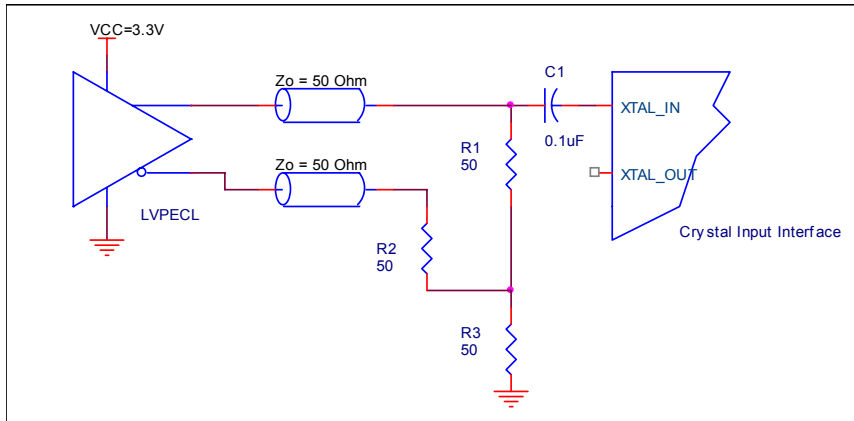 VCC=3.3V
Zo = 50 Ohm
C1
XTAL_IN
0.1uF
R1
50
Zo = 50 Ohm
XTAL_OUT
LVPECL
Crystal Input Interface
R2
50
R3
50